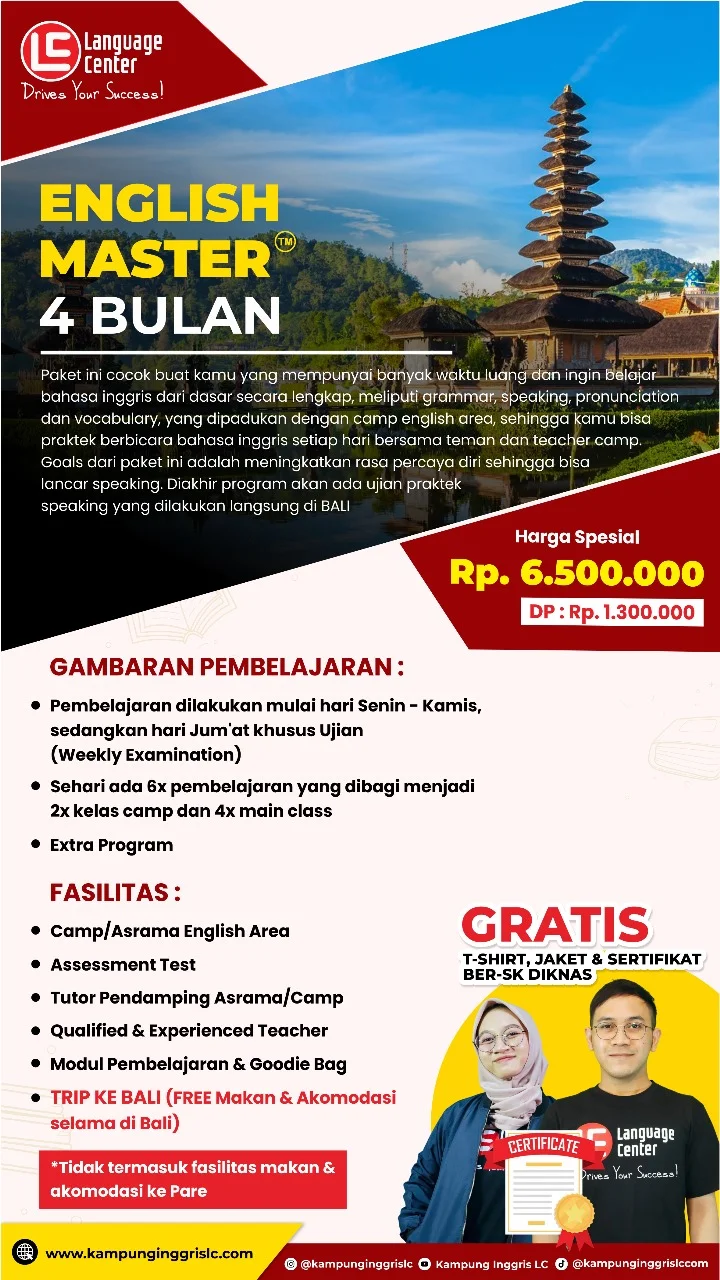 LC Language
Center
Drives Your Success!
ENGLISH
MASTER TM
4 BULAN
Paket ini cocok buat kamu yang mempunyai banyak waktu luang dan ingin belajar
bahasa inggris dari dasar secara lengkap, meliputi grammar, speaking, pronunciation
dan vocabulary, yang dipadukan dengan camp english area, sehingga kamu bisa
praktek berbicara bahasa inggris setiap hari bersama teman dan teacher camp.
Goals dari paket ini adalah meningkatkan rasa percaya diri sehingga bisa
lancar speaking. Diakhir program akan ada ujian praktek
speaking yang dilakukan langsung di BALI
Harga Spesial
Rp. 6.500.000
DP : Rp. 1.300.000
GAMBARAN PEMBELAJARAN :
• Pembelajaran dilakukan mulai hari Senin - Kamis,
sedangkan hari Jum'at khusus Ujian
(Weekly Examination)
• Sehari ada 6x pembelajaran yang dibagi menjadi
2x kelas camp dan 4x main class
• Extra Program
FASILITAS :
• Camp/Asrama English Area
• Assessment Test
• Tutor Pendamping Asrama/Camp
• Qualified & Experienced Teacher
• Modul Pembelajaran & Goodie Bag
• TRIP KE BALI (FREE Makan & Akomodasi
selama di Bali)
*Tidak termasuk fasilitas makan &
akomodasi ke Pare
GRATIS
T-SHIRT, JAKET & SERTIFIKAT
BER-SK DIKNAS
Language
Center
Drives Your Success!
CERTIFICATE
www.kampunginggrislc.com
@kampunginggrislc
Kampung Inggris LC
@kampunginggrislccom